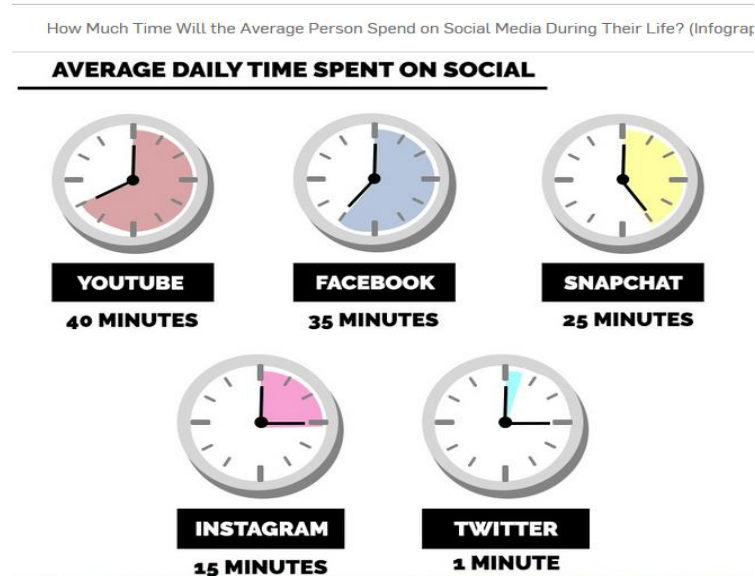 How Much Time Will the Average Person Spend on Social Media During Their Life?
AVERAGE DAILY TIME SPENT ON SOCIAL
YOUTUBE FACEBOOK SNAPCHAT
40 MINUTES 35 MINUTES 25 MINUTES
INSTAGRAM TWITTER
15 MINUTES 1 MINUTE